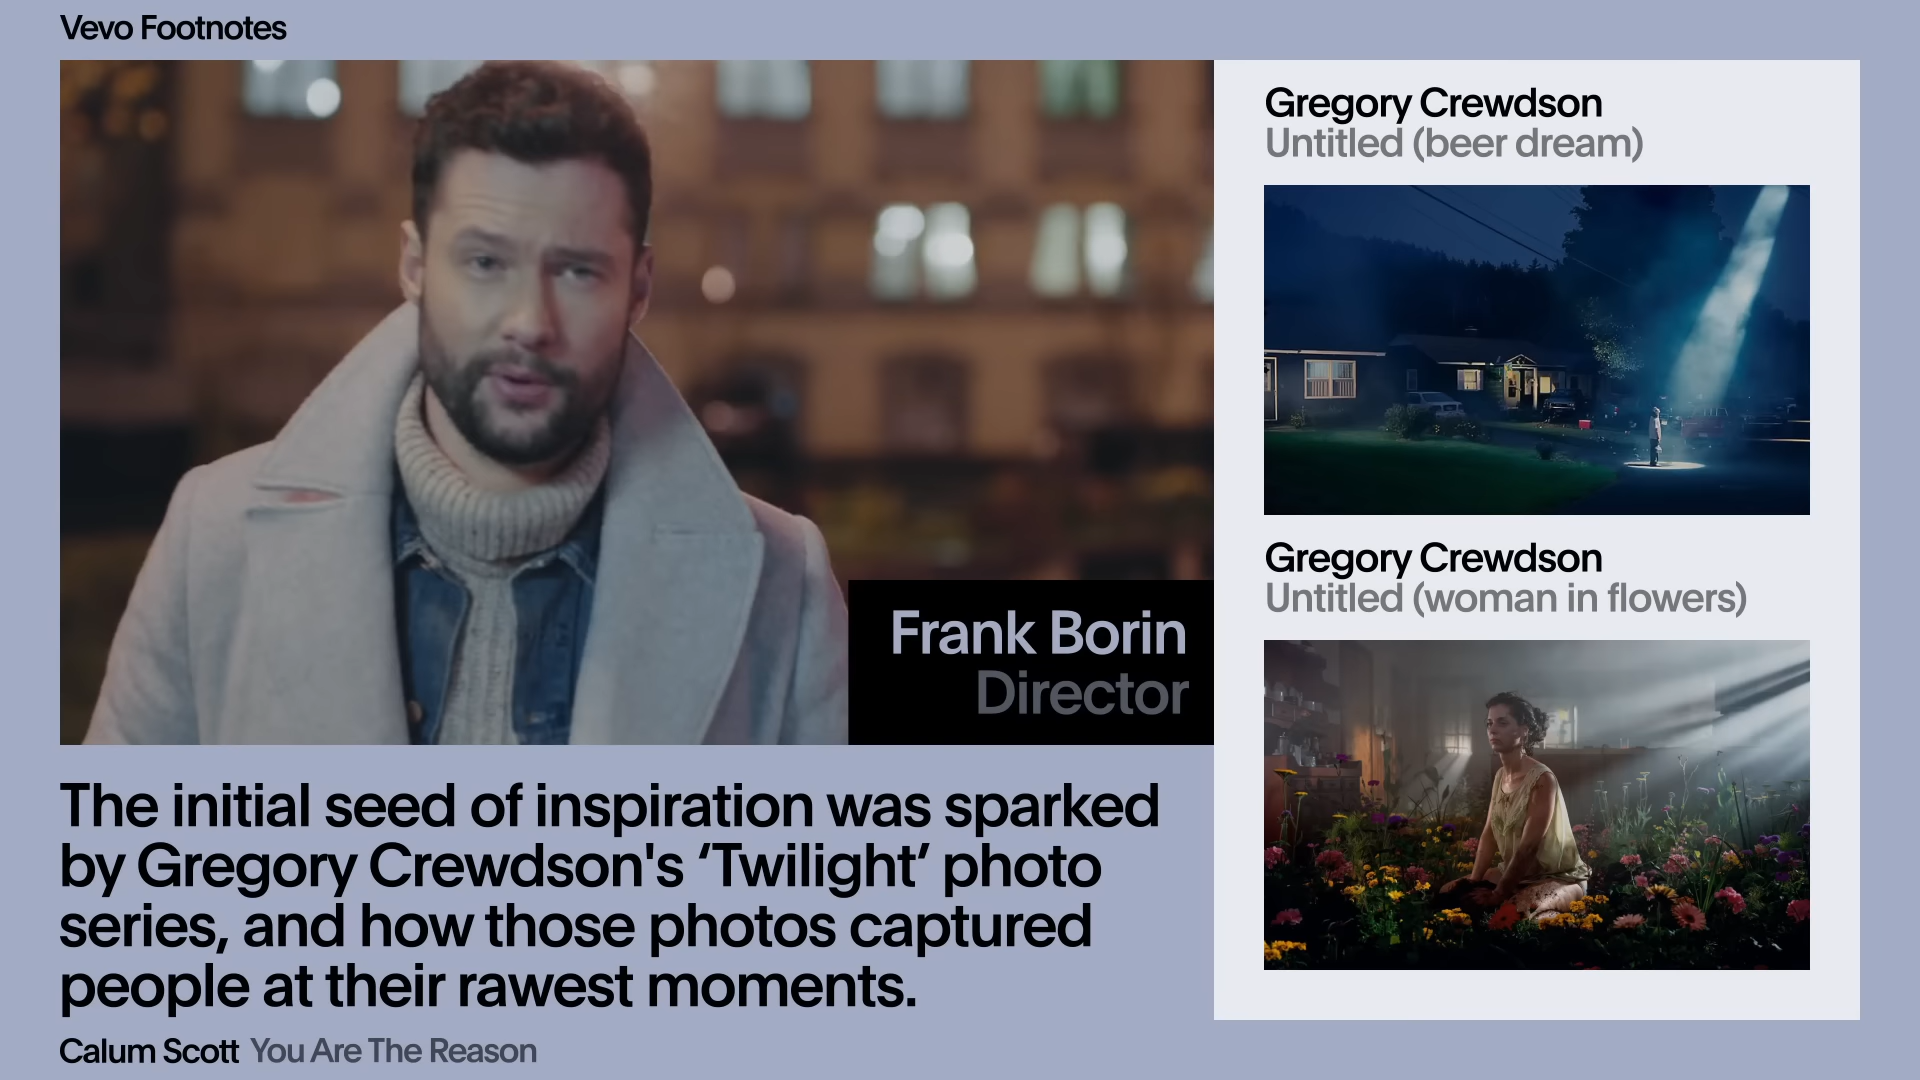 Vevo Footnotes
Gregory Crewdson
Untitled (beer dream)
Gregory Crewdson
Untitled (woman in flowers)
Frank Borin
Director
The initial seed of inspiration was sparked
by Gregory Crewdson's ‘Twilight’ photo
series, and how those photos captured
people at their rawest moments.
Calum Scott You Are The Reason